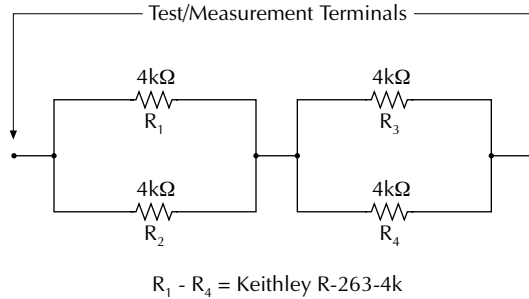 Test/Measurement Terminals
4kΩ
R₁
4kΩ
R₃
4kΩ
R₂
4kΩ
R₄
R₁ - R₄ = Keithley R-263-4k